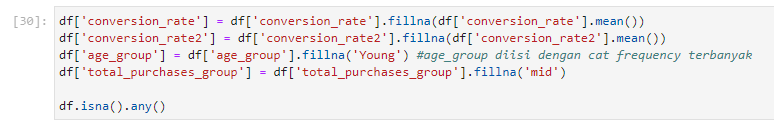 [30]: df['conversion_rate'] = df['conversion_rate'].fillna(df['conversion_rate'].mean())
df['conversion_rate2'] = df['conversion_rate2'].fillna(df['conversion_rate2'].mean())
df['age_group'] = df['age_group'].fillna('Young') #age_group diisi dengan cat frequency terbanyak
df['total_purchases_group'] = df['total_purchases_group'].fillna('mid')
df.isna().any()